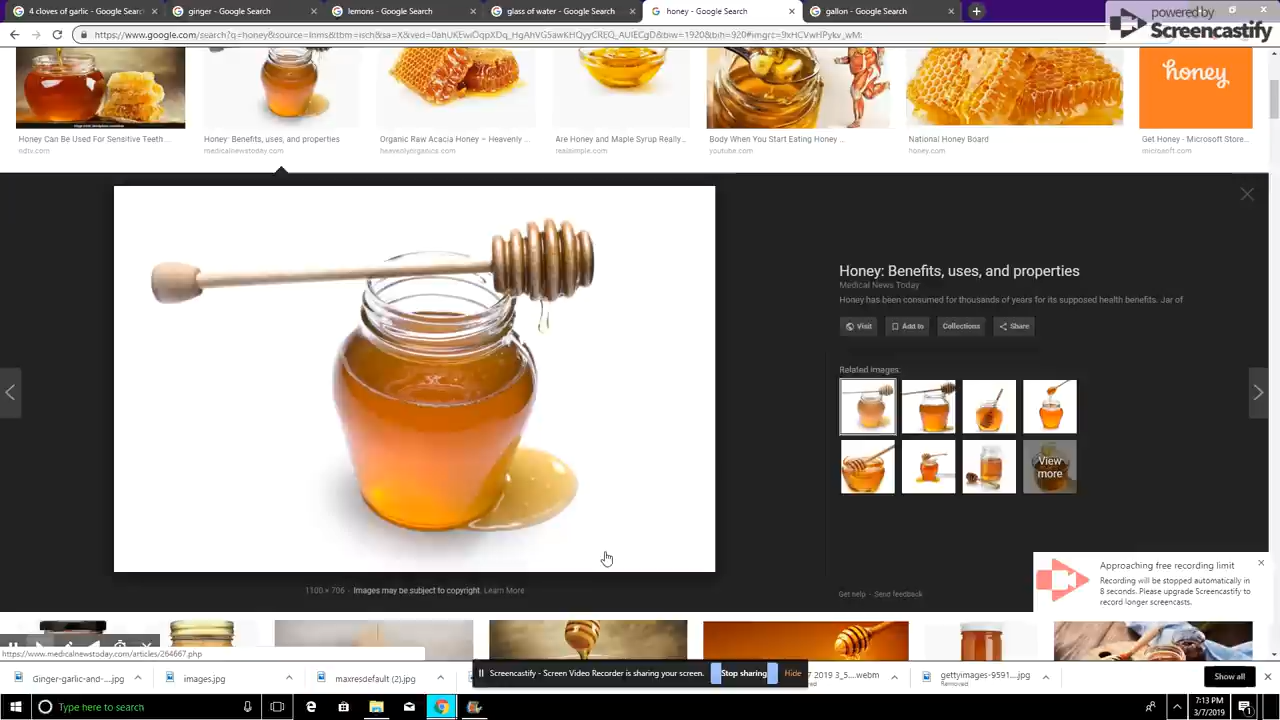 4 cloves of garlic - Google Search
ginger - Google Search
lemons - Google Search
glass of water - Google Search
honey - Google Search
gallon - Google Search
powered by
Screencastify
honey
Honey Can Be Used For Sensitive Teeth ...
ndtv.com
Honey: Benefits, uses, and properties
medicalnewstoday.com
Organic Raw Acacia Honey – Heavenly ...
heavenlyorganics.com
Are Honey and Maple Syrup Really...
realsimple.com
Body When You Start Eating Honey ...
youtube.com
National Honey Board
honey.com
Get Honey - Microsoft Store...
microsoft.com
Honey: Benefits, uses, and properties
Medical News Today
Honey has been consumed for thousands of years for its supposed health benefits. Jar of
Visit
Add to
Collections
Share
Related images:
View
more
Approaching free recording limit
Recording will be stopped automatically in
8 seconds. Please upgrade Screencastify to
record longer screencasts.
1100 × 706 - Images may be subject to copyright. Learn More
Get help - Send feedback
https://www.medicalnewstoday.com/articles/264667.php
Ginger-garlic-and-....jpg
images.jpg
maxresdefault (2).jpg
Screencastify - Screen Video Recorder is sharing your screen.
Stop sharing
Hide
2019 3_5....webm
gettyimages-9591....jpg
Removed
Show all
Type here to search
7:13 PM
3/7/2019